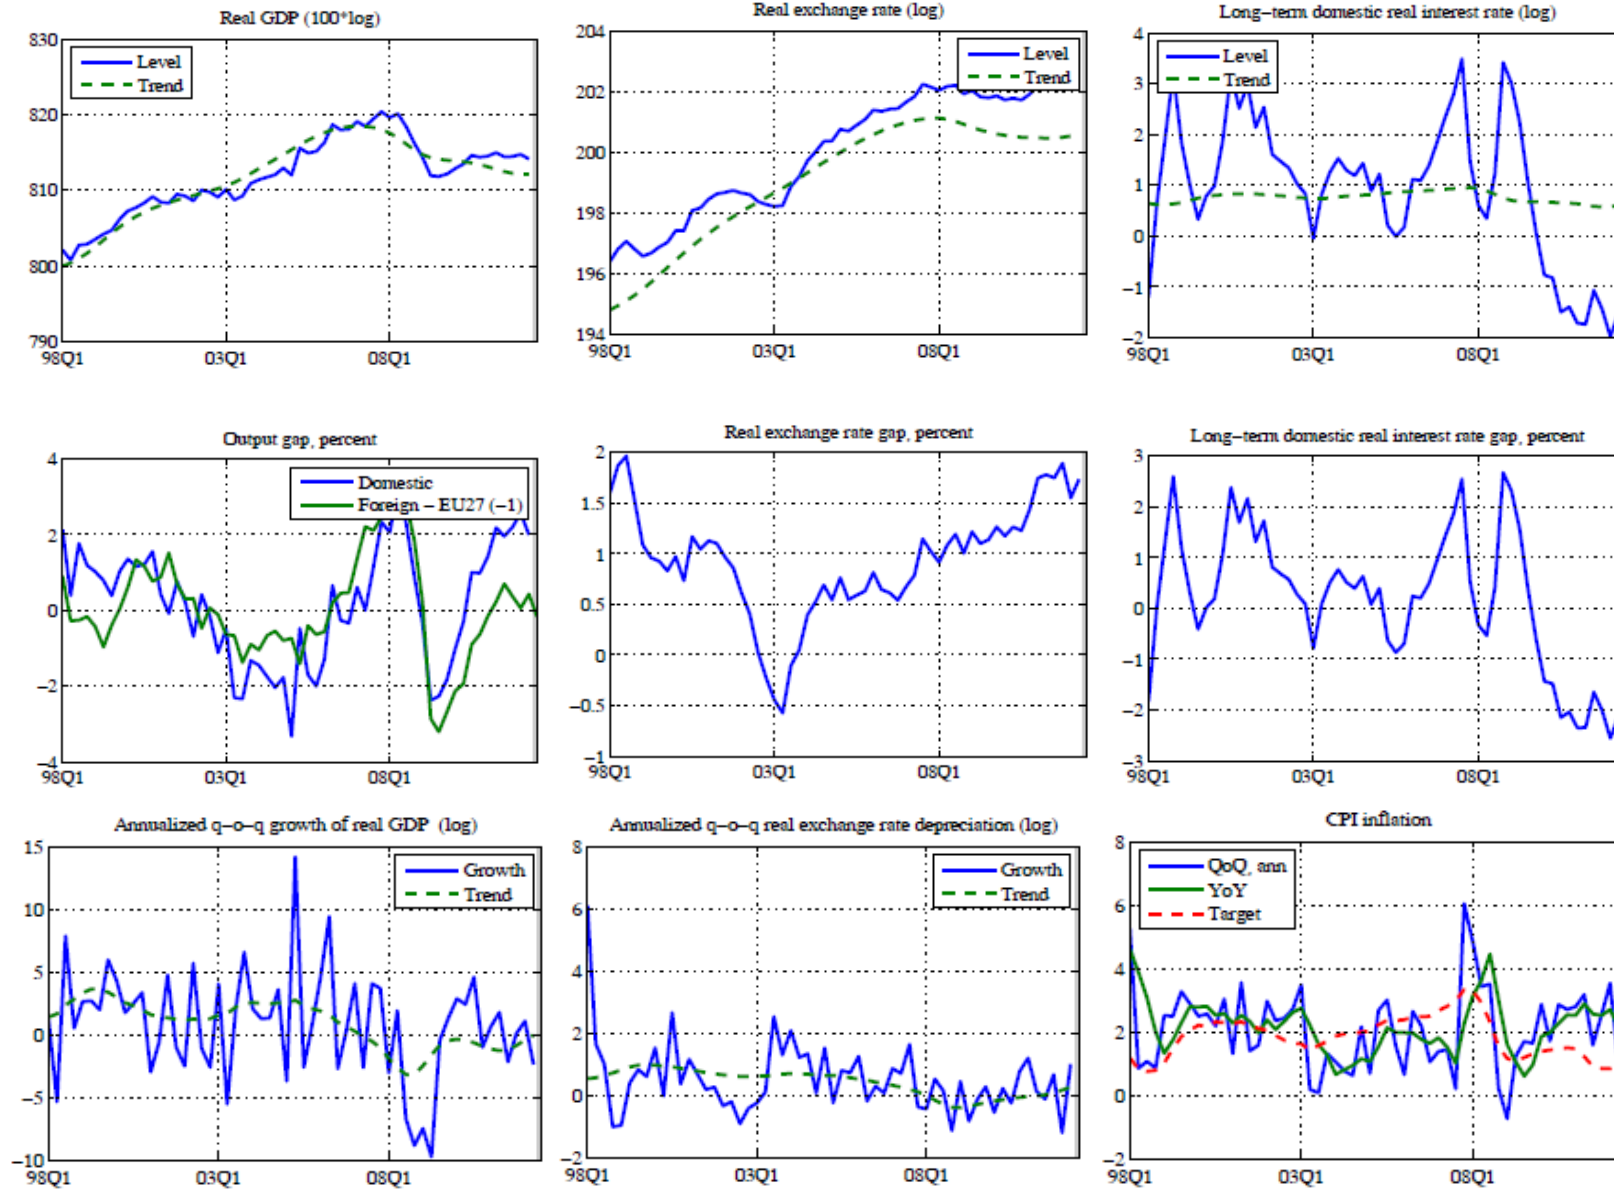 Real GDP (100*log)
830
820
810
800
790
98Q1 03Q1 08Q1
Level
Trend
Real exchange rate (log)
204
202
200
198
196
194
98Q1 03Q1 08Q1
Level
Trend
Long-term domestic real interest rate (log)
4
3
2
1
0
-1
-2
98Q1 03Q1 08Q1
Level
Trend
Output gap, percent
4
2
0
-2
-4
98Q1 03Q1 08Q1
Domestic
Foreign - EU27 (-1)
Real exchange rate gap, percent
2
1.5
1
0.5
0
-0.5
-1
98Q1 03Q1 08Q1
Long-term domestic real interest rate gap, percent
3
2
1
0
-1
-2
-3
98Q1 03Q1 08Q1
Annualized q-o-q growth of real GDP (log)
15
10
5
0
-5
-10
98Q1 03Q1 08Q1
Growth
Trend
Annualized q-o-q real exchange rate depreciation (log)
8
6
4
2
0
-2
98Q1 03Q1 08Q1
Growth
Trend
CPI inflation
8
6
4
2
0
-2
98Q1 03Q1 08Q1
QoQ, ann
YoY
Target